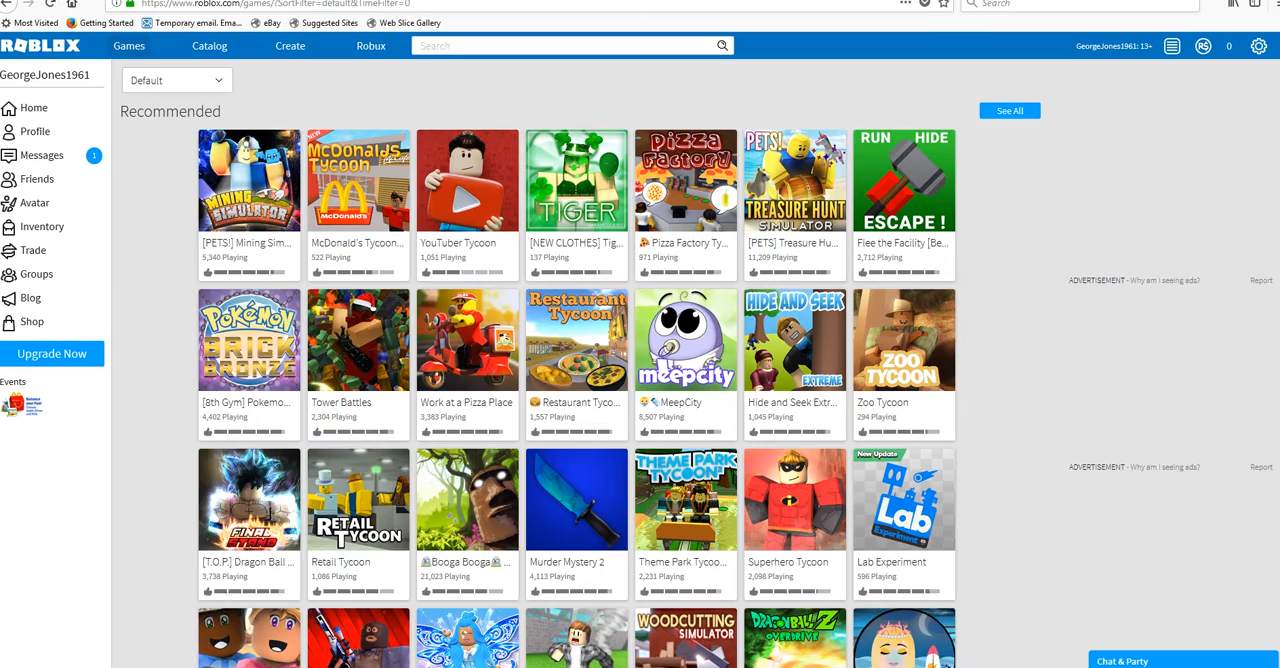 https://www.roblox.com/games/?SortFilter=default&TimeFilter=0
Search
Most Visited
Getting Started
Temporary email. Ema...
eBay
Suggested Sites
Web Slice Gallery
ROBLOX
Games
Catalog
Create
Robux
Search
GeorgeJones1961: 13+
R$
0
GeorgeJones1961
Home
Profile
Messages
1
Friends
Avatar
Inventory
Trade
Groups
Blog
Shop
Upgrade Now
Events
Default
Recommended
See All
MINING SIMULATOR
[PETS!] Mining Sim...
5,340 Playing
NEW
McDonalds Tycoon
McDonald's
McDonald's Tycoon...
522 Playing
YouTuber Tycoon
1,051 Playing
TIGER
[NEW CLOTHES] Tig...
137 Playing
Pizza Factory
🍕 Pizza Factory Ty...
971 Playing
PETS!
TREASURE HUNT
SIMULATOR
[PETS] Treasure Hu...
11,209 Playing
RUN HIDE
ESCAPE !
Flee the Facility [Be...
2,712 Playing
POKÉMON
BRICK
BRONZE
[8th Gym] Pokemo...
4,402 Playing
Tower Battles
2,304 Playing
Work at a Pizza Place
3,383 Playing
Restaurant
Tycoon
🍔 Restaurant Tyco...
1,557 Playing
meepcity
MeepCity
8,507 Playing
HIDE AND SEEK
EXTREME
Hide and Seek Extr...
1,045 Playing
ZOO
TYCOON
Zoo Tycoon
294 Playing
FINAL
STAND
[T.O.P.] Dragon Ball ...
3,738 Playing
RETAIL
TYCOON
Retail Tycoon
1,086 Playing
Booga Booga ...
21,023 Playing
Murder Mystery 2
4,113 Playing
THEME PARK
TYCOON 2
Theme Park Tycoo...
2,231 Playing
Superhero Tycoon
2,098 Playing
New Update
Lab
Experiment
Lab Experiment
596 Playing
WOODCUTTING
SIMULATOR
DRAGON BALL Z
OVERDRIVE
ADVERTISEMENT - Why am I seeing ads?
Report
ADVERTISEMENT - Why am I seeing ads?
Report
Chat & Party